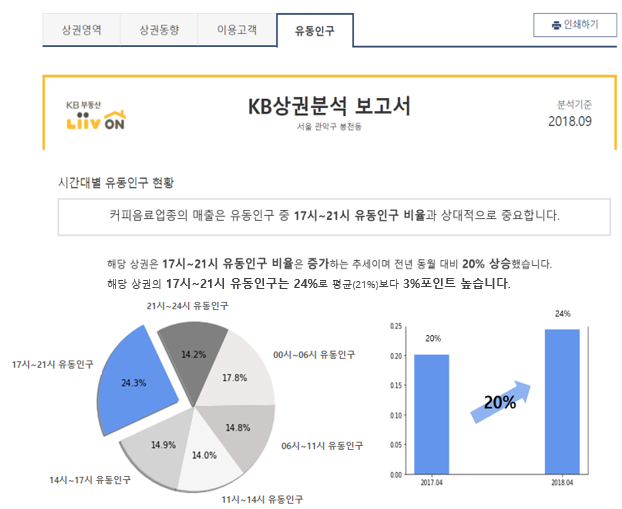 상권영역 상권동향 이용고객 유동인구 인쇄하기
KB 부동산
Liiv ON
KB상권분석 보고서
서울 관악구 봉천동
분석기준
2018.09
시간대별 유동인구 현황
커피음료업종의 매출은 유동인구 중 17시~21시 유동인구 비율과 상대적으로 중요합니다.
해당 상권은 17시~21시 유동인구 비율은 증가하는 추세이며 전년 동월 대비 20% 상승했습니다.
해당 상권의 17시~21시 유동인구는 24%로 평균(21%)보다 3%포인트 높습니다.
21시~24시 유동인구
14.2%
00시~06시 유동인구
17.8%
06시~11시 유동인구
14.8%
11시~14시 유동인구
14.0%
14시~17시 유동인구
14.9%
17시~21시 유동인구
24.3%
0.25
0.20
0.15
0.10
0.05
0.00
20%
24%
20%
2017.04
2018.04